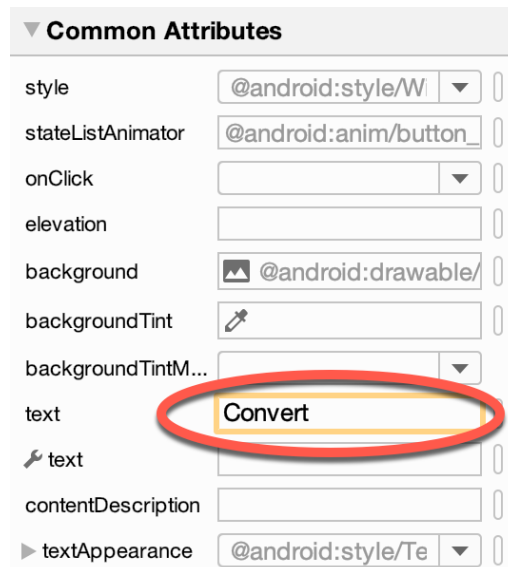 Common Attributes
style @android:style/Wi
stateListAnimator @android:anim/button_
onClick
elevation
background @android:drawable/
backgroundTint
backgroundTintM...
text Convert
text
contentDescription
textAppearance @android:style/Te